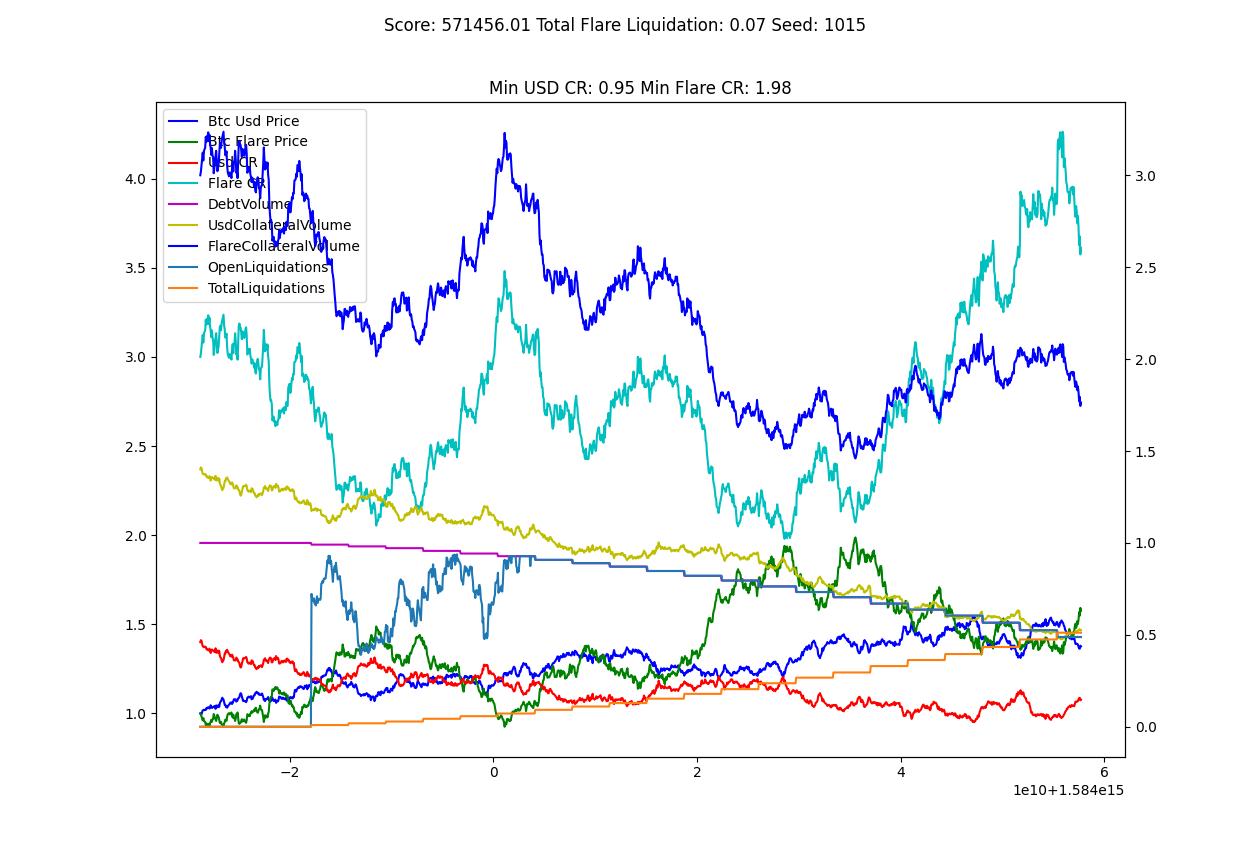 Score: 571456.01 Total Flare Liquidation: 0.07 Seed: 1015
Min USD CR: 0.95 Min Flare CR: 1.98
Btc Usd Price
Btc Flare Price
Usd CR
Flare CR
DebtVolume
UsdCollateralVolume
FlareCollateralVolume
OpenLiquidations
TotalLiquidations
4.0
3.5
3.0
2.5
2.0
1.5
1.0
3.0
2.5
2.0
1.5
1.0
0.5
0.0
−2 0 2 4 6
1e10+1.584e15